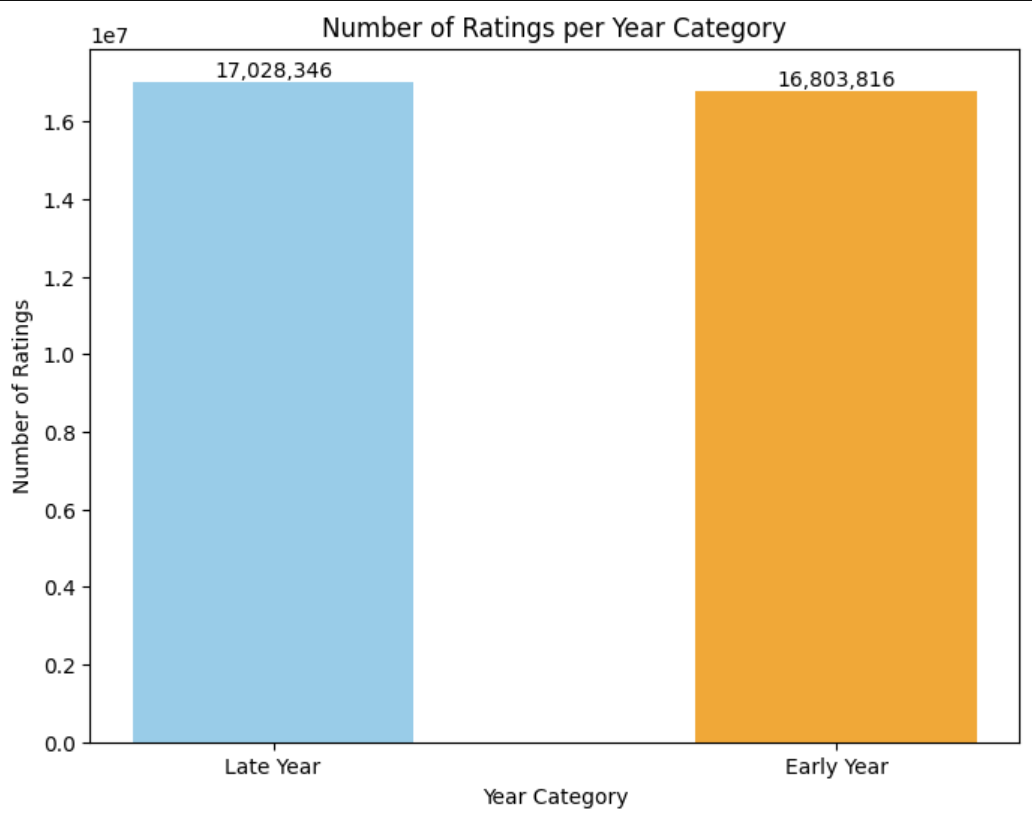 Number of Ratings per Year Category
1e7
17,028,346
16,803,816
1.6
1.4
1.2
1.0
0.8
0.6
0.4
0.2
0.0
Number of Ratings
Late Year
Early Year
Year Category